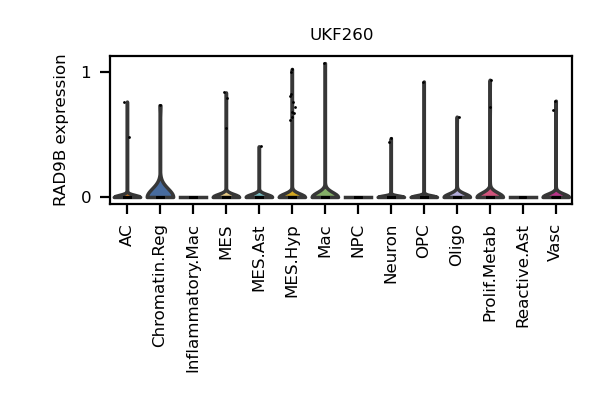 UKF260
RAD9B expression
1
0
AC
Chromatin.Reg
Inflammatory.Mac
MES
MES.Ast
MES.Hyp
Mac
NPC
Neuron
OPC
Oligo
Prolif.Metab
Reactive.Ast
Vasc